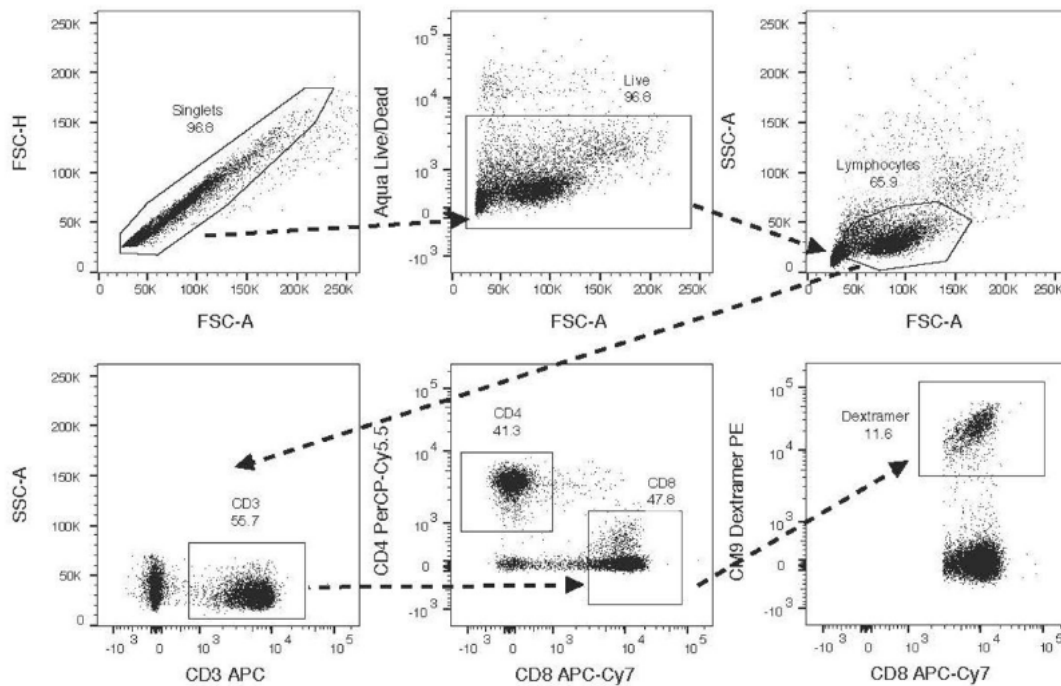 FSC-H
250K
200K
150K
100K
50K
0
Singlets
96.8
0 50K 100K 150K 200K 250K
FSC-A
Aqua Live/Dead
10^5
10^4
10^3
0
-10^3
Live
96.8
0 50K 100K 150K 200K 250K
FSC-A
SSC-A
250K
200K
150K
100K
50K
0
Lymphocytes
65.9
0 50K 100K 150K 200K 250K
FSC-A
SSC-A
250K
200K
150K
100K
50K
0
CD3
55.7
-10^3 0 10^3 10^4 10^5
CD3 APC
CD4 PerCP-Cy5.5
10^5
10^4
10^3
0
-10^3
CD4
41.3
CD8
47.8
-10^3 0 10^3 10^4 10^5
CD8 APC-Cy7
CM9 Dextramer PE
10^5
10^4
10^3
0
-10^3
Dextramer
11.6
-10^3 0 10^3 10^4 10^5
CD8 APC-Cy7